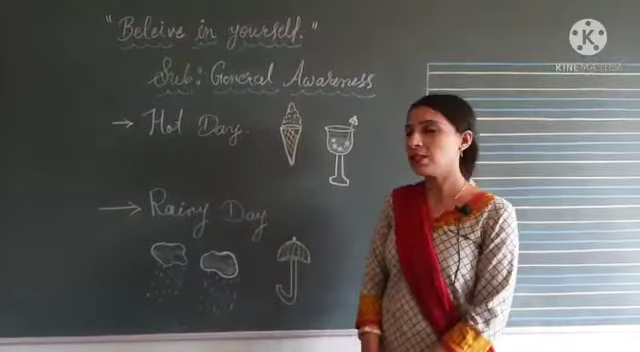 "Beleive in yourself."
Sub: General Awareness
→ Hot Day
→ Rainy Day
KINEMASTER